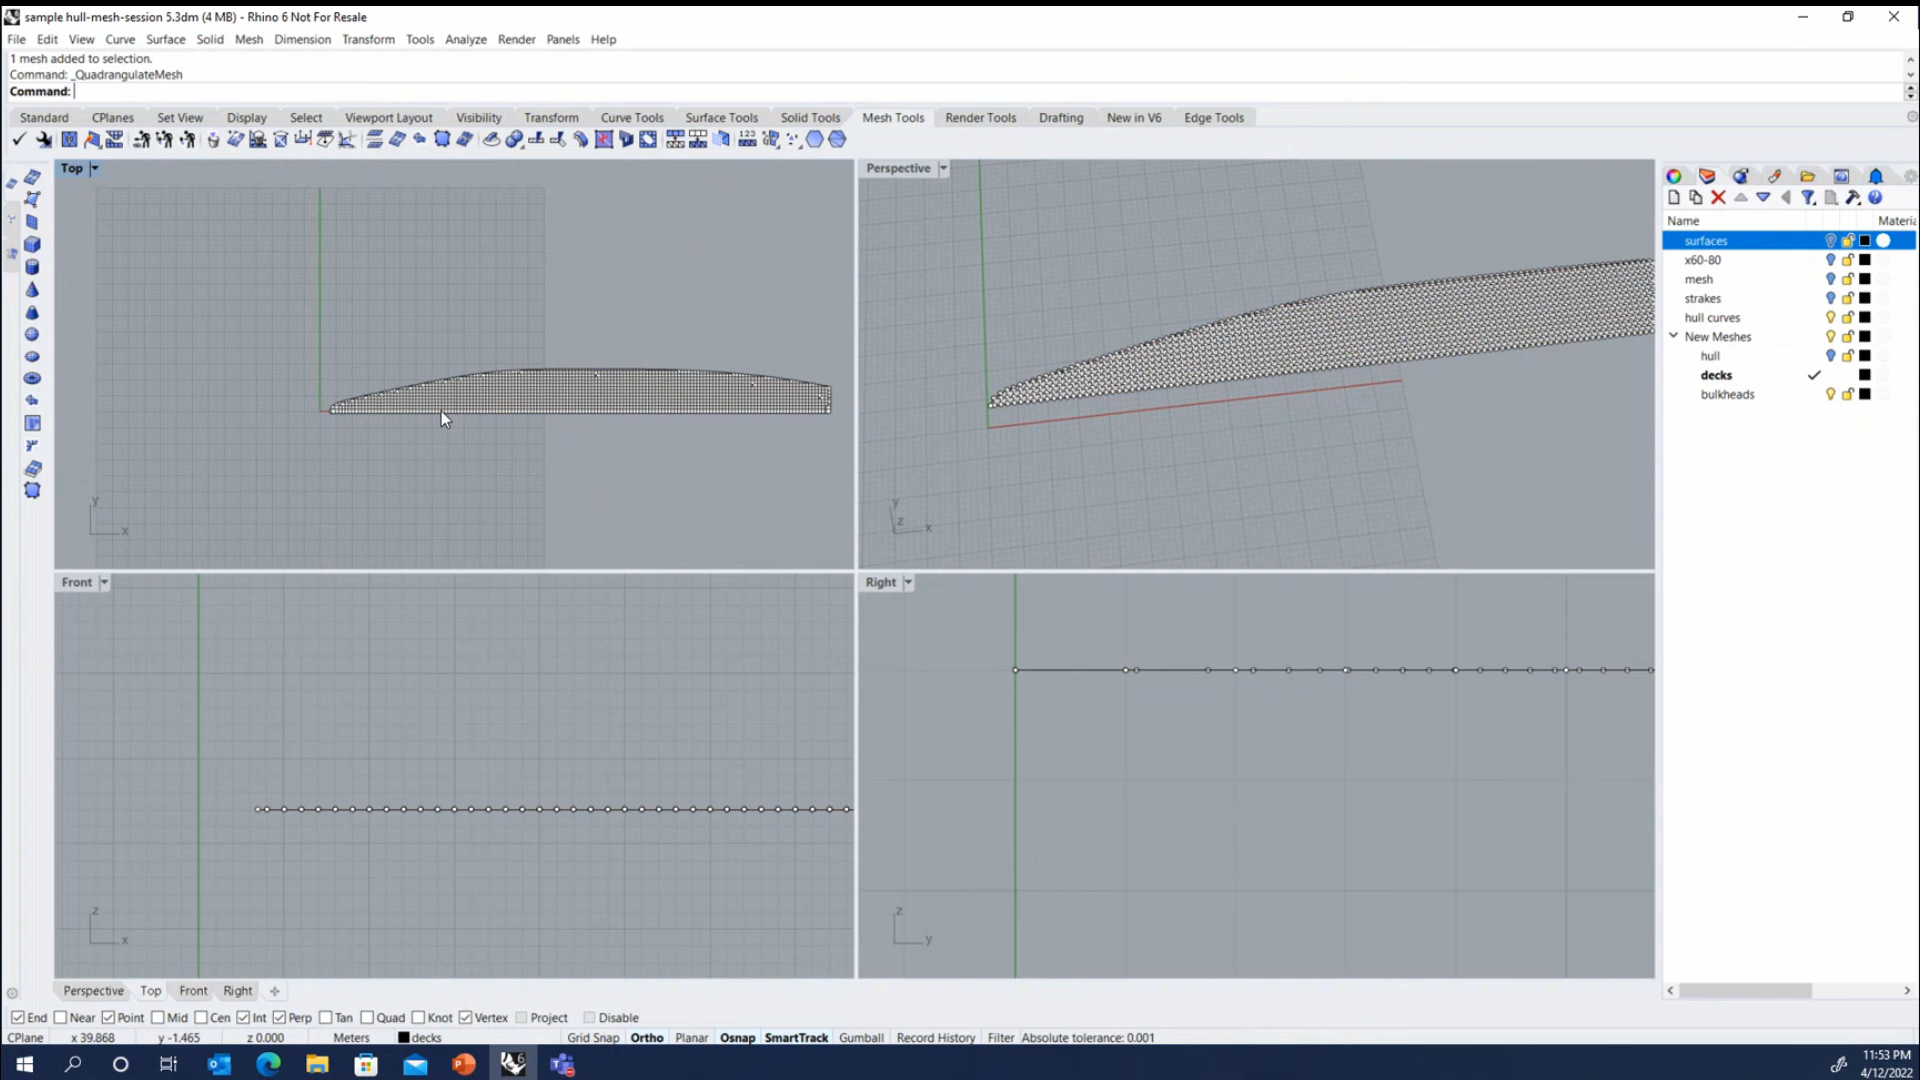 sample hull-mesh-session 5.3dm (4 MB) - Rhino 6 Not For Resale
File Edit View Curve Surface Solid Mesh Dimension Transform Tools Analyze Render Panels Help
1 mesh added to selection.
Command: _QuadrangulateMesh
Command:
Standard CPlanes Set View Display Select Viewport Layout Visibility Transform Curve Tools Surface Tools Solid Tools Mesh Tools Render Tools Drafting New in V6 Edge Tools
Top
Perspective
Name Materia
surfaces
x60-80
mesh
strakes
hull curves
New Meshes
hull
decks
bulkheads
y
x
y
z
x
Front
Right
z
x
z
y
Perspective Top Front Right
End Near Point Mid Cen Int Perp Tan Quad Knot Vertex Project Disable
CPlane x 39.868 y -1.465 z 0.000 Meters decks Grid Snap Ortho Planar Osnap SmartTrack Gumball Record History Filter Absolute tolerance: 0.001
11:53 PM
4/12/2022